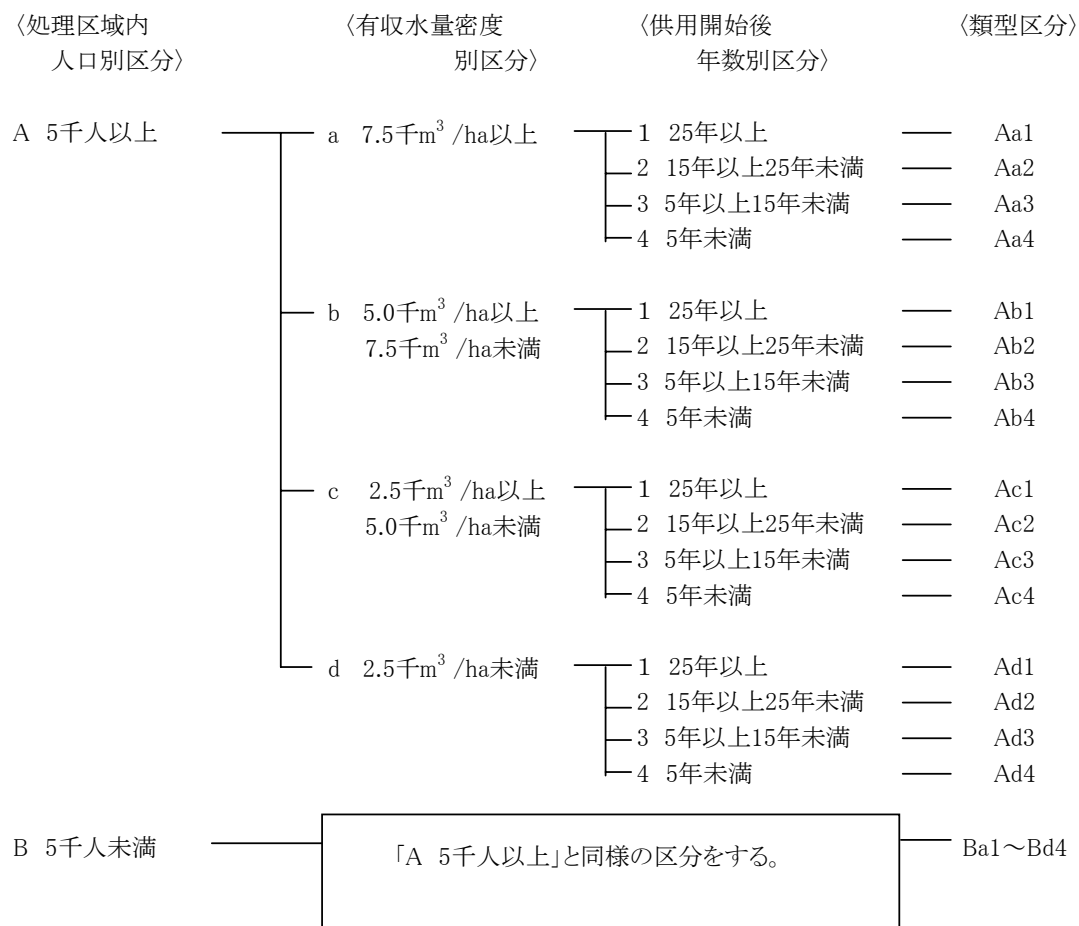 〈処理区域内 〈有収水量密度 〈供用開始後 〈類型区分〉
人口別区分〉 別区分〉 年数別区分〉
A 5千人以上 a 7.5千m³/ha以上 1 25年以上 Aa1
2 15年以上25年未満 Aa2
3 5年以上15年未満 Aa3
4 5年未満 Aa4
b 5.0千m³/ha以上 1 25年以上 Ab1
7.5千m³/ha未満 2 15年以上25年未満 Ab2
3 5年以上15年未満 Ab3
4 5年未満 Ab4
c 2.5千m³/ha以上 1 25年以上 Ac1
5.0千m³/ha未満 2 15年以上25年未満 Ac2
3 5年以上15年未満 Ac3
4 5年未満 Ac4
d 2.5千m³/ha未満 1 25年以上 Ad1
2 15年以上25年未満 Ad2
3 5年以上15年未満 Ad3
4 5年未満 Ad4
B 5千人未満 「A 5千人以上」と同様の区分をする。 Ba1～Bd4